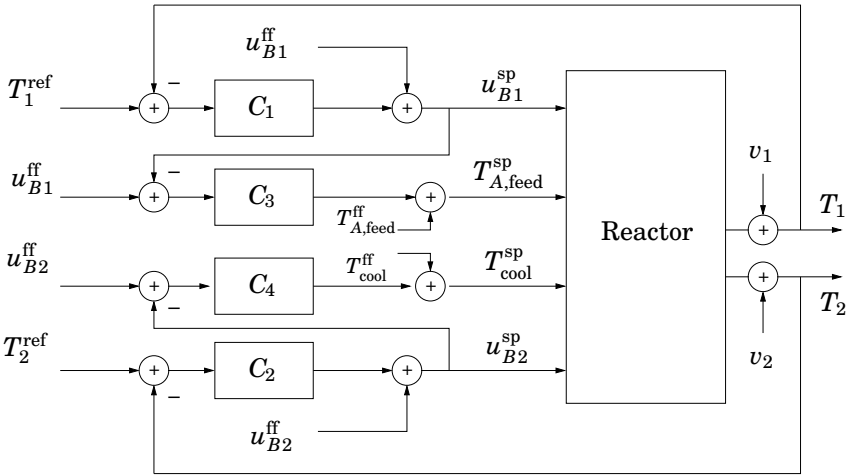 u_{B1}^{ff}
T_1^{ref} + − C_1 + u_{B1}^{sp}
u_{B1}^{ff} + − C_3 + T_{A,feed}^{sp}
T_{A,feed}^{ff}
Reactor
v_1
+ T_1
u_{B2}^{ff} + − C_4 + T_{cool}^{sp}
T_{cool}^{ff}
+ T_2
v_2
T_2^{ref} + − C_2 + u_{B2}^{sp}
u_{B2}^{ff}